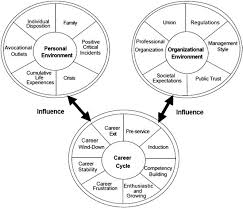 Individual
Disposition
Family
Avocational
Outlets
Personal
Environment
Positive
Critical
Incidents
Cumulative
Life
Experiences
Crisis
Union
Regulations
Professional
Organization
Organizational
Environment
Management
Style
Societal
Expectations
Public Trust
Influence
Influence
Career
Exit
Pre-service
Career
Wind-Down
Induction
Career
Stability
Career
Cycle
Competency
Building
Career
Frustration
Enthusiastic
and
Growing